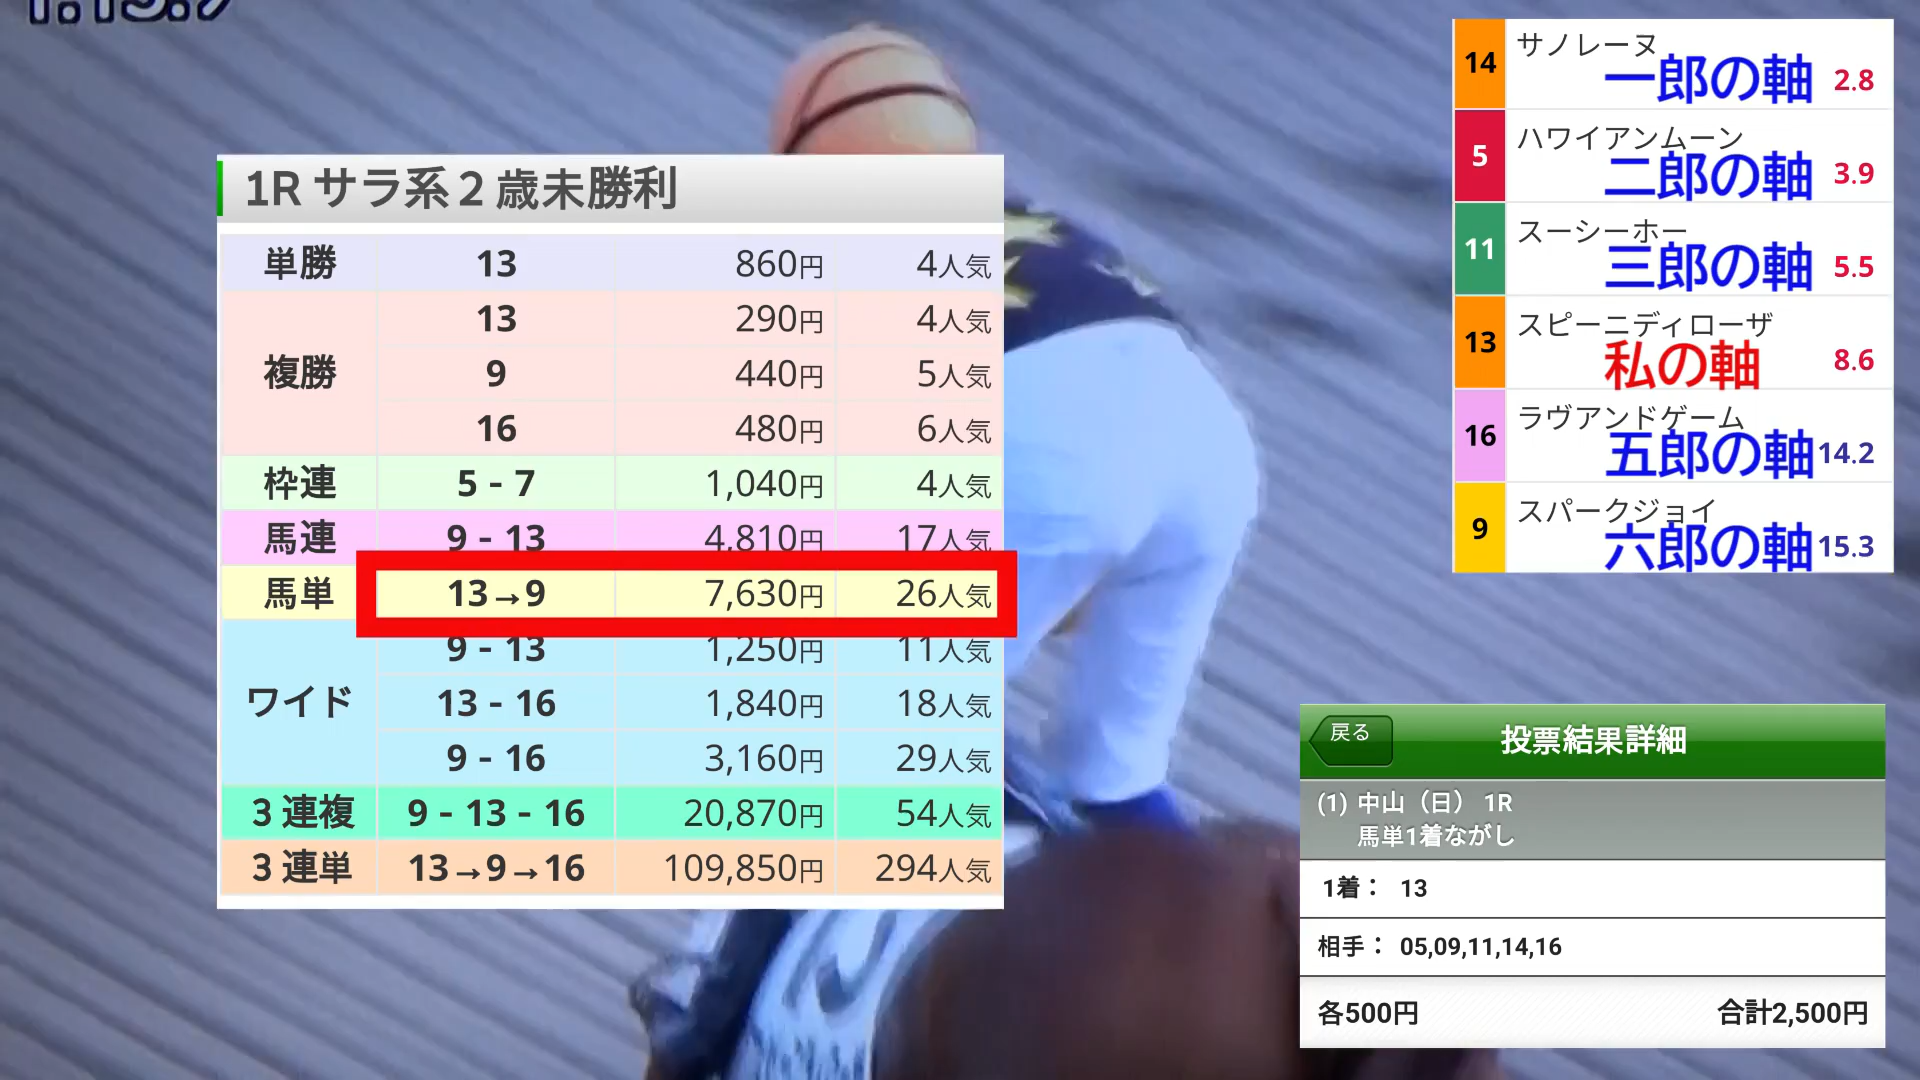 1R サラ系２歳未勝利
単勝 13 860円 4人気
複勝 13 290円 4人気
9 440円 5人気
16 480円 6人気
枠連 5 - 7 1,040円 4人気
馬連 9 - 13 4,810円 17人気
馬単 13→9 7,630円 26人気
ワイド 9 - 13 1,250円 11人気
13 - 16 1,840円 18人気
9 - 16 3,160円 29人気
３連複 9 - 13 - 16 20,870円 54人気
３連単 13→9→16 109,850円 294人気
14 サノレーヌ
一郎の軸 2.8
5 ハワイアンムーン
二郎の軸 3.9
11 スーシーホー
三郎の軸 5.5
13 スピーニディローザ
私の軸 8.6
16 ラヴアンドゲーム
五郎の軸 14.2
9 スパークジョイ
六郎の軸 15.3
戻る 投票結果詳細
(1) 中山（日） 1R
馬単1着ながし
1着： 13
相手： 05,09,11,14,16
各500円 合計2,500円